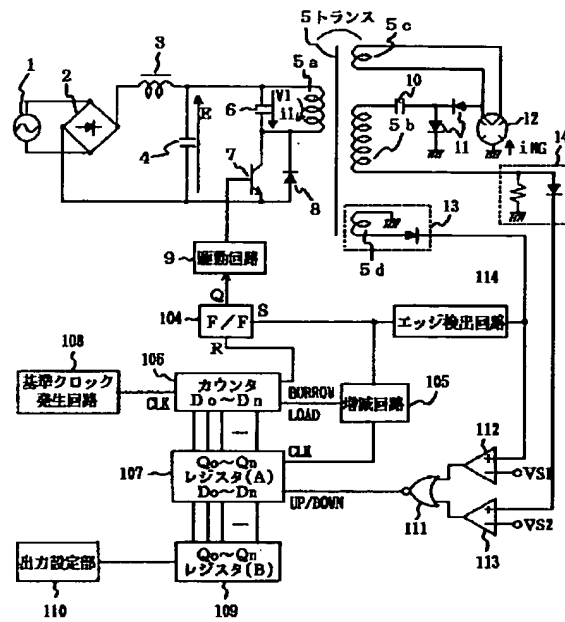 5 トランス
5c
3
5a
1
2
10
6
V1
i1
E
5b
11
12
iMG
4
7
8
14
13
5d
9
駆動回路
Q
114
104
F/F
S
R
エッジ検出回路
108
106
基準クロック
発生回路
CLK
カウンタ
Do〜Dn
BORROW
LOAD
増減回路
105
107
CLK
112
Qo〜Qn
レジスタ(A)
Do〜Dn
VS1
UP/DOWN
111
VS2
113
出力設定部
Qo〜Qn
レジスタ(B)
110
109